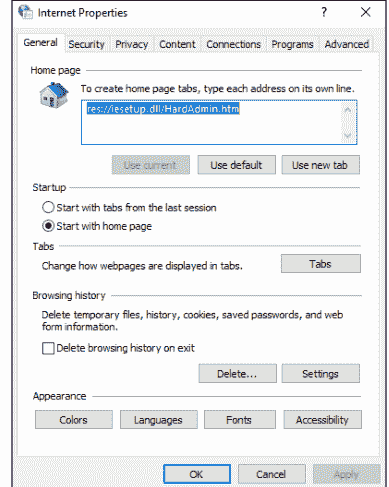 Internet Properties
? X
General Security Privacy Content Connections Programs Advanced
Home page
To create home page tabs, type each address on its own line.
res://iesetup.dll/HardAdmin.htm
Use current Use default Use new tab
Startup
Start with tabs from the last session
Start with home page
Tabs
Change how webpages are displayed in tabs. Tabs
Browsing history
Delete temporary files, history, cookies, saved passwords, and web
form information.
Delete browsing history on exit
Delete... Settings
Appearance
Colors Languages Fonts Accessibility
OK Cancel Apply